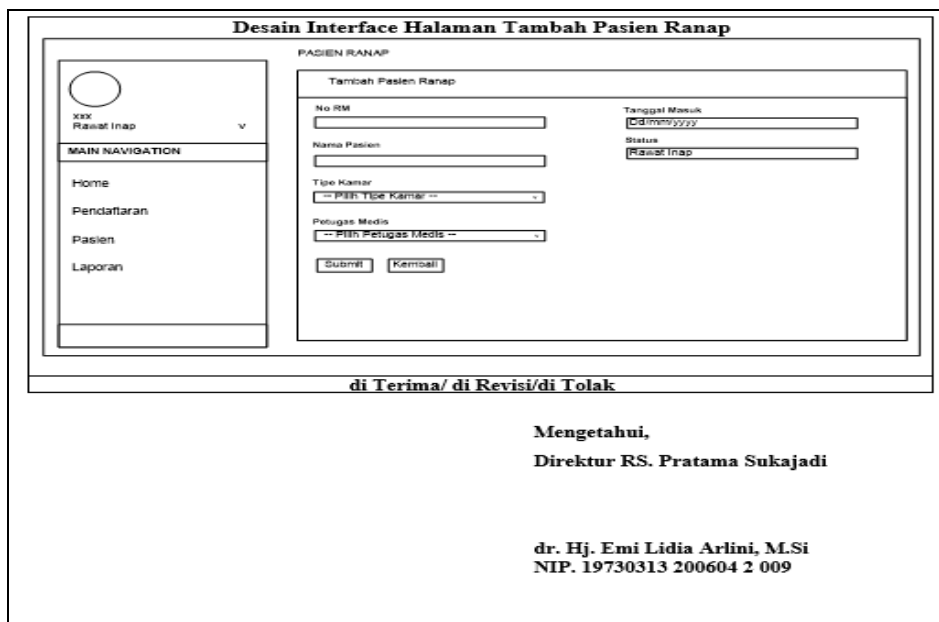 Desain Interface Halaman Tambah Pasien Ranap
PASIEN RANAP
xxx
Rawat Inap v
MAIN NAVIGATION
Home
Pendaftaran
Pasien
Laporan
Tambah Pasien Ranap
No RM
Nama Pasien
Tipe Kamar
-- Pilih Tipe Kamar -- v
Petugas Medis
-- Pilih Petugas Medis -- v
Submit Kembali
Tanggal Masuk
Dd/mm/yyyy
Status
Rawat Inap
di Terima/ di Revisi/di Tolak
Mengetahui,
Direktur RS. Pratama Sukajadi
dr. Hj. Emi Lidia Arlini, M.Si
NIP. 19730313 200604 2 009